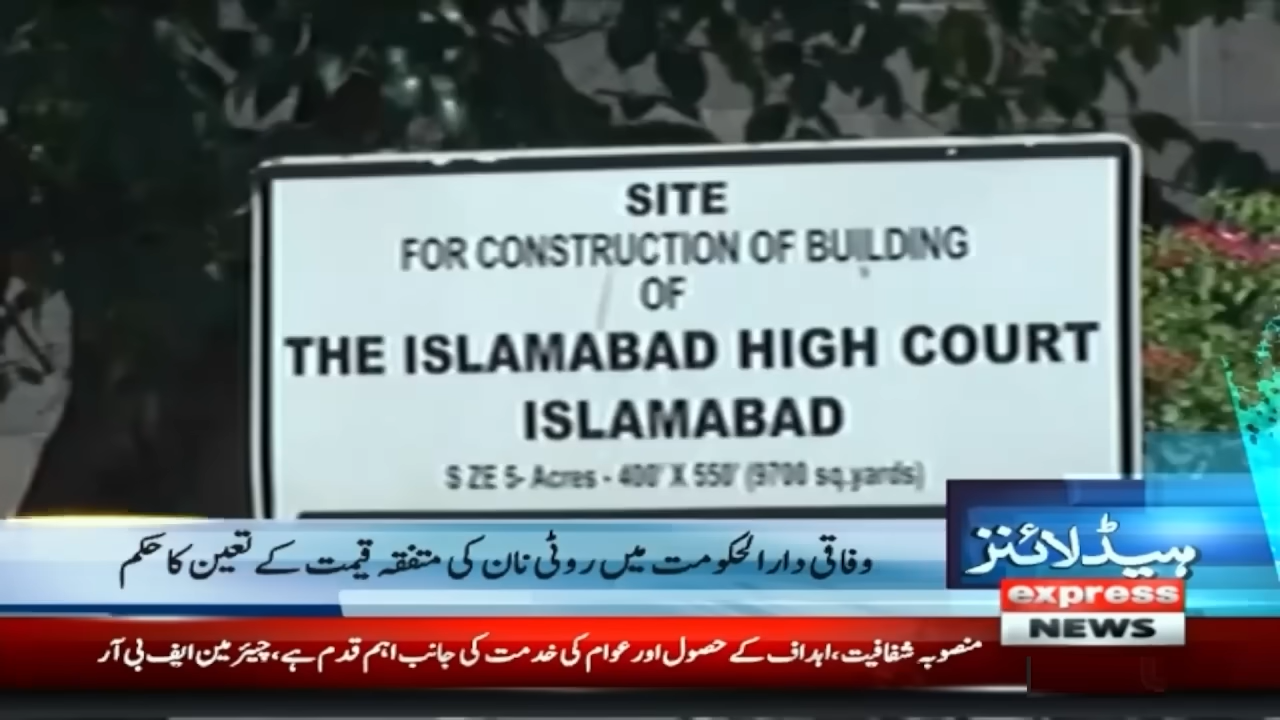 SITE
FOR CONSTRUCTION OF BUILDING
OF
THE ISLAMABAD HIGH COURT
ISLAMABAD
S ZE 5- Acres - 400' X 550' (9700 sq.yards)
وفاقی دارالحکومت میں روٹی نان کی متفقہ قیمت کے تعین کا حکم
ہیڈلائنز
express
NEWS
منصوبہ شفافیت، اہداف کے حصول اور عوام کی خدمت کی جانب اہم قدم ہے، چیئرمین ایف بی آر